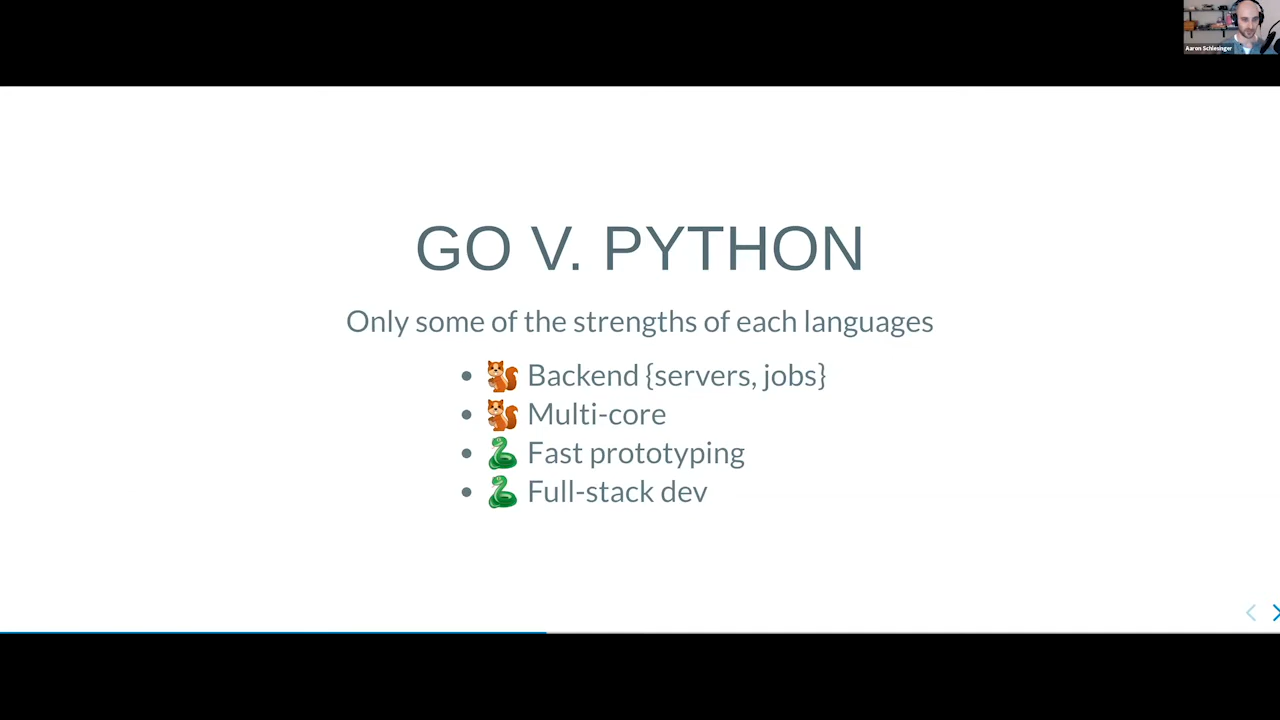 Aaron Schlesinger
GO V. PYTHON
Only some of the strengths of each languages
Backend {servers, jobs}
Multi-core
Fast prototyping
Full-stack dev